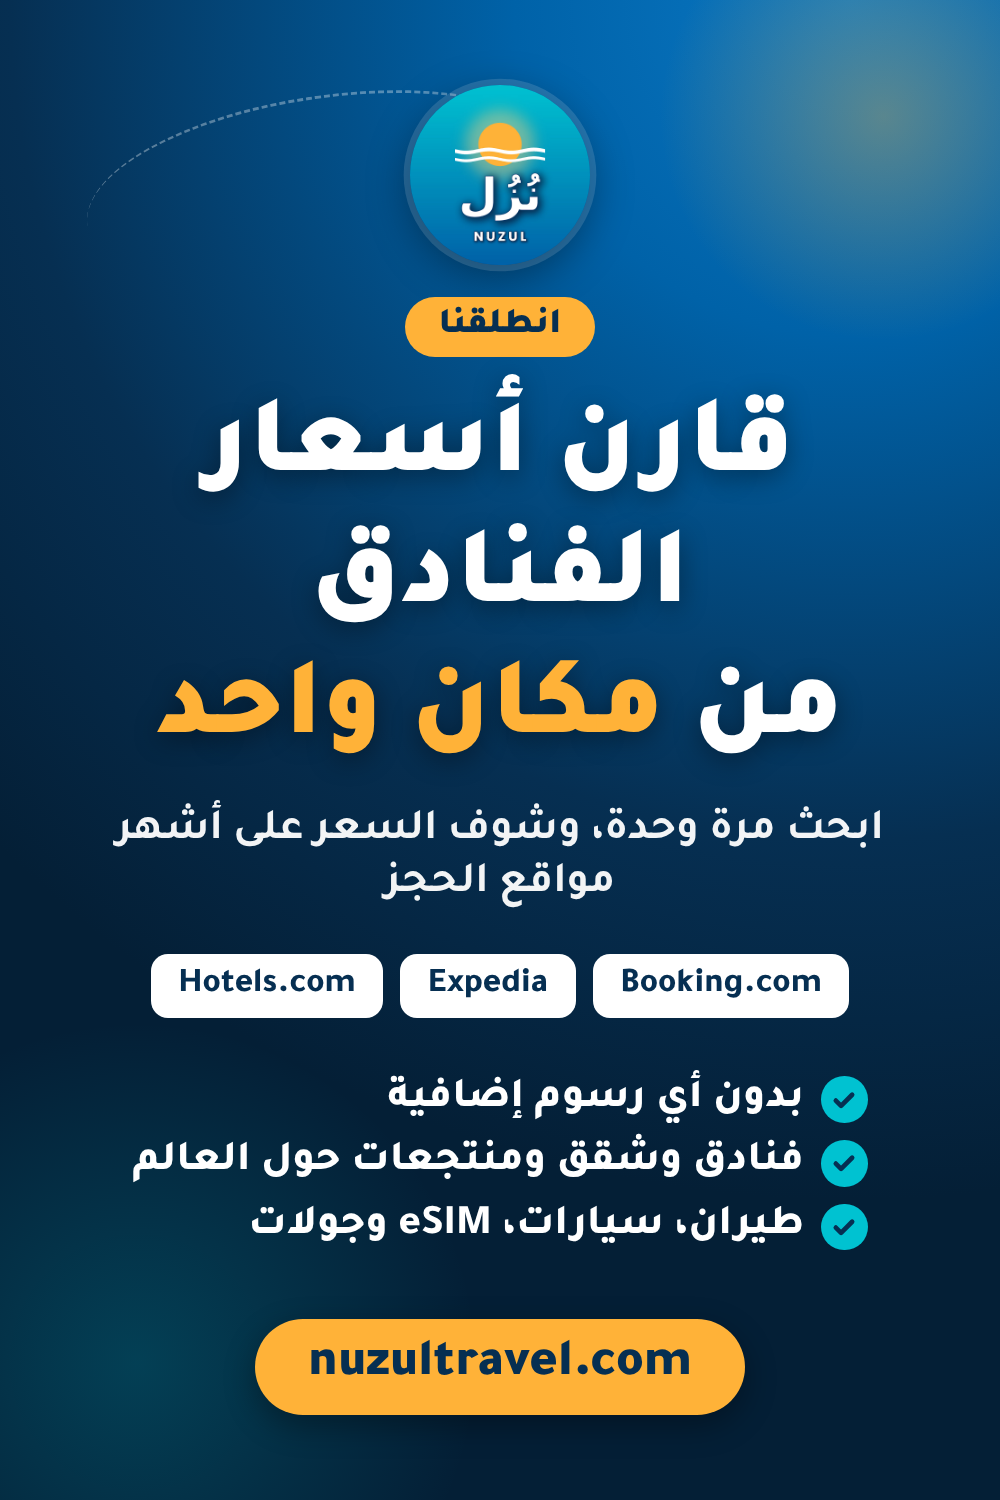 نُزُل
NUZUL
انطلقنا
قارن أسعار
الفنادق
من مكان واحد
ابحث مرة وحدة، وشوف السعر على أشهر
مواقع الحجز
Booking.com Expedia Hotels.com
بدون أي رسوم إضافية
فنادق وشقق ومنتجعات حول العالم
طيران، سيارات، eSIM وجولات
nuzultravel.com